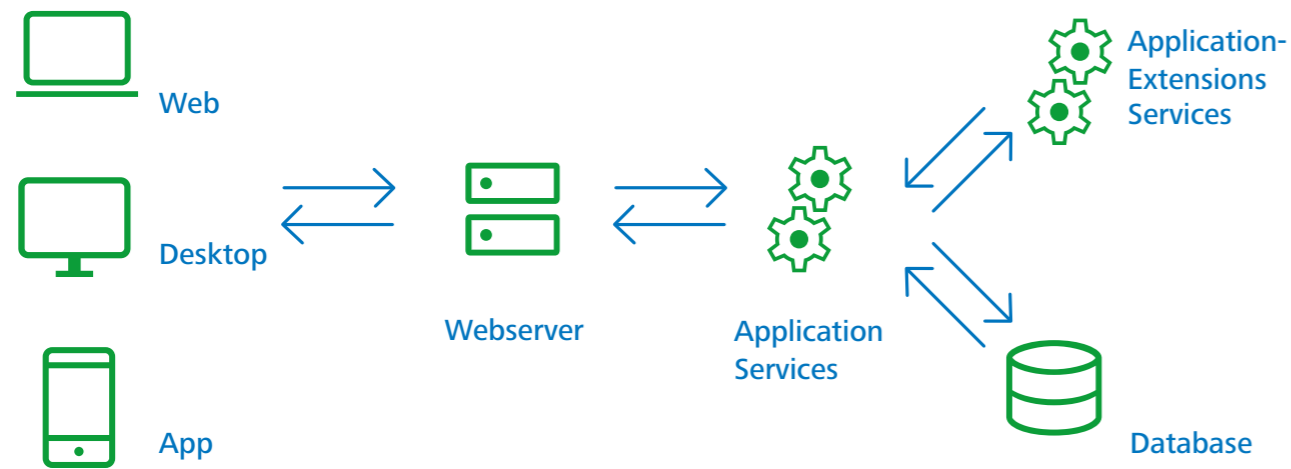 Web
Desktop
App
Webserver
Application
Services
Application-
Extensions
Services
Database